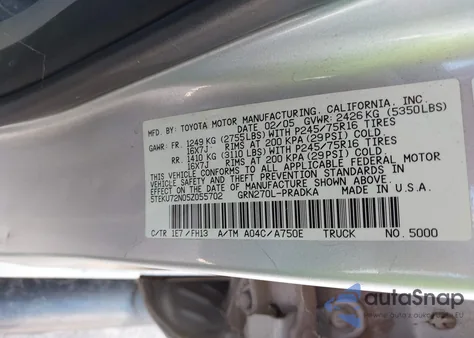 MFD. BY: TOYOTA MOTOR MANUFACTURING, CALIFORNIA, INC.
DATE 02/05 GVWR: 2426 KG (5350LBS)
GAWR: FR. 1249 KG (2755LBS) WITH P245/75R16 TIRES
16X7J RIMS AT 200 KPA (29PSI) COLD
RR. 1410 KG (3110 LBS) WITH P245/75R16 TIRES
16X7J RIMS AT 200 KPA (29PSI) COLD
THIS VEHICLE CONFORMS TO ALL APPLICABLE FEDERAL MOTOR
VEHICLE SAFETY AND BUMPER STANDARDS IN EFFECT ON THE
DATE OF MANUFACTURE SHOWN ABOVE.
5TEKU72N05Z055702 GRN270L-PRADKA
C/TR 1E7/FH13 A/TM A04C/A750E TRUCK NO. 5000
autoSnap